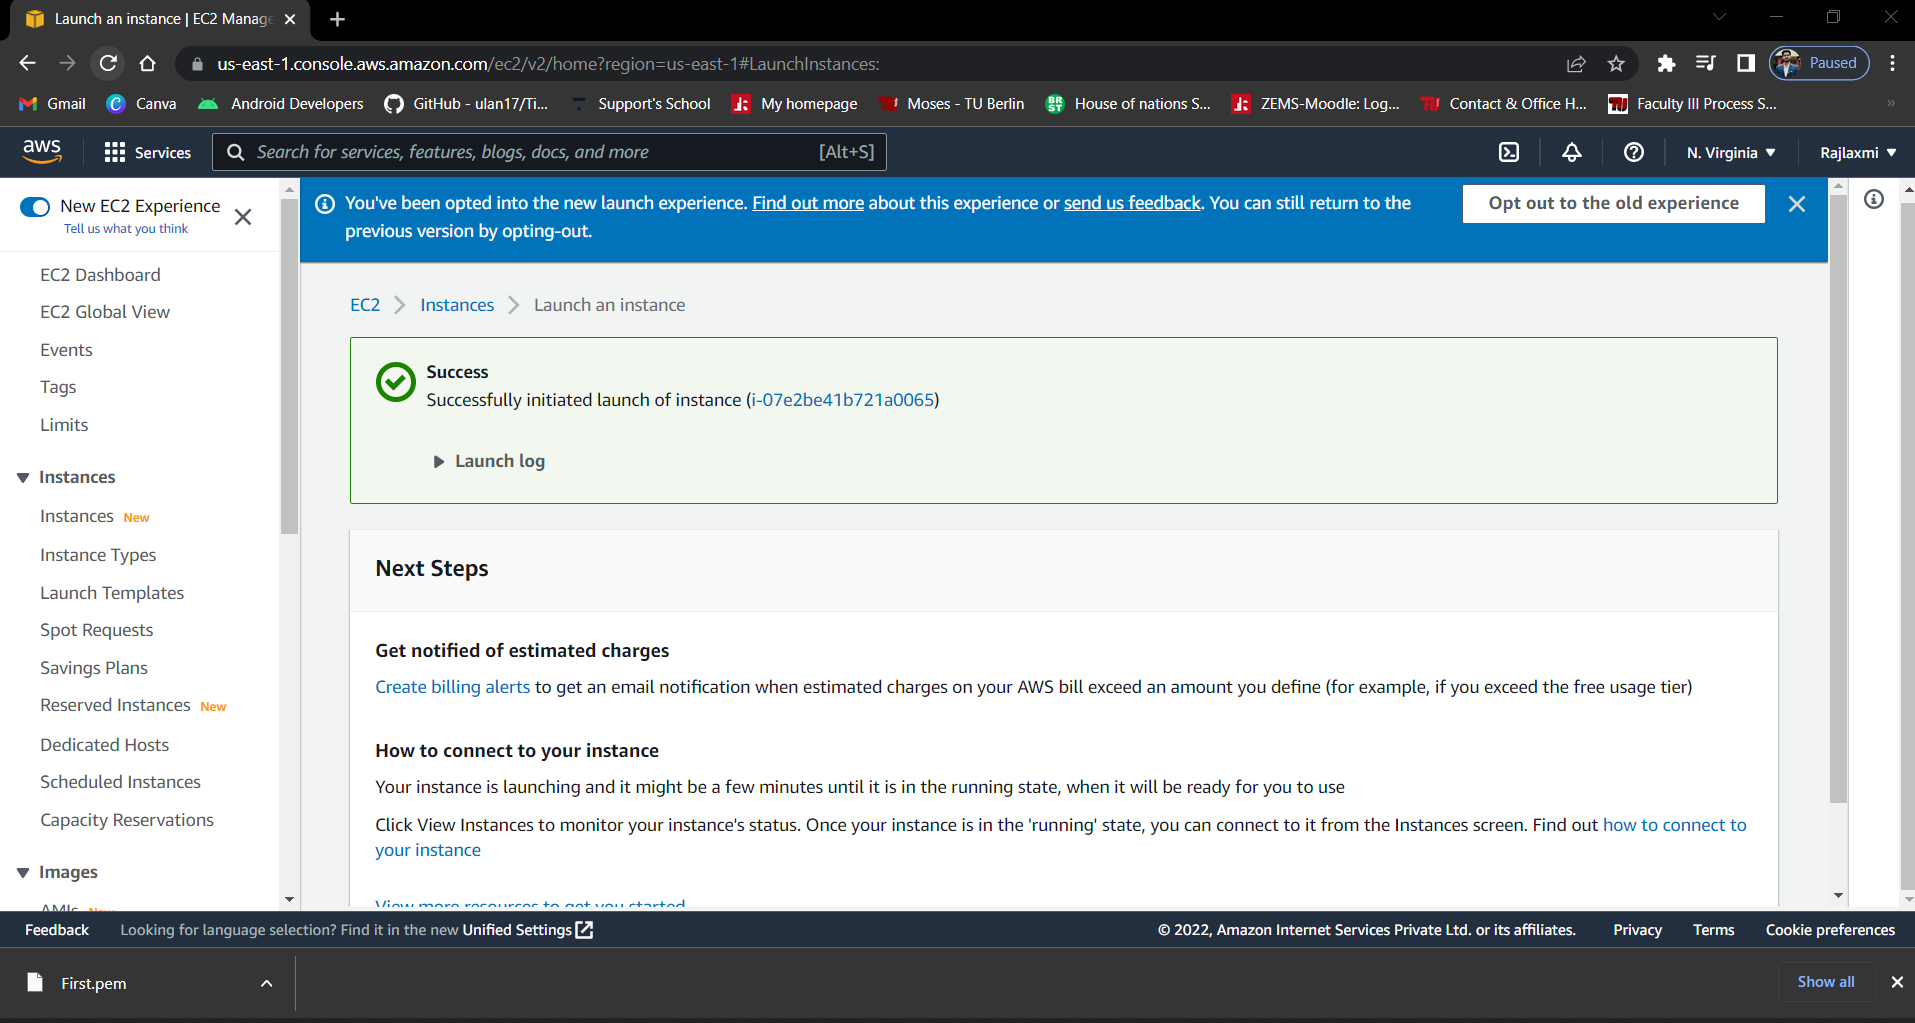 Launch an instance | EC2 Manage
us-east-1.console.aws.amazon.com/ec2/v2/home?region=us-east-1#LaunchInstances:
Paused
Gmail
Canva
Android Developers
GitHub - ulan17/Ti...
Support's School
My homepage
Moses - TU Berlin
House of nations S...
ZEMS-Moodle: Log...
Contact & Office H...
Faculty III Process S...
aws
Services
Search for services, features, blogs, docs, and more
[Alt+S]
N. Virginia
Rajlaxmi
New EC2 Experience
Tell us what you think
EC2 Dashboard
EC2 Global View
Events
Tags
Limits
Instances
Instances New
Instance Types
Launch Templates
Spot Requests
Savings Plans
Reserved Instances New
Dedicated Hosts
Scheduled Instances
Capacity Reservations
Images
AMIs New
You've been opted into the new launch experience. Find out more about this experience or send us feedback. You can still return to the
previous version by opting-out.
Opt out to the old experience
EC2 > Instances > Launch an instance
Success
Successfully initiated launch of instance (i-07e2be41b721a0065)
Launch log
Next Steps
Get notified of estimated charges
Create billing alerts to get an email notification when estimated charges on your AWS bill exceed an amount you define (for example, if you exceed the free usage tier)
How to connect to your instance
Your instance is launching and it might be a few minutes until it is in the running state, when it will be ready for you to use
Click View Instances to monitor your instance's status. Once your instance is in the 'running' state, you can connect to it from the Instances screen. Find out how to connect to
your instance
View more resources to get you started
Feedback
Looking for language selection? Find it in the new Unified Settings
© 2022, Amazon Internet Services Private Ltd. or its affiliates.
Privacy
Terms
Cookie preferences
First.pem
Show all